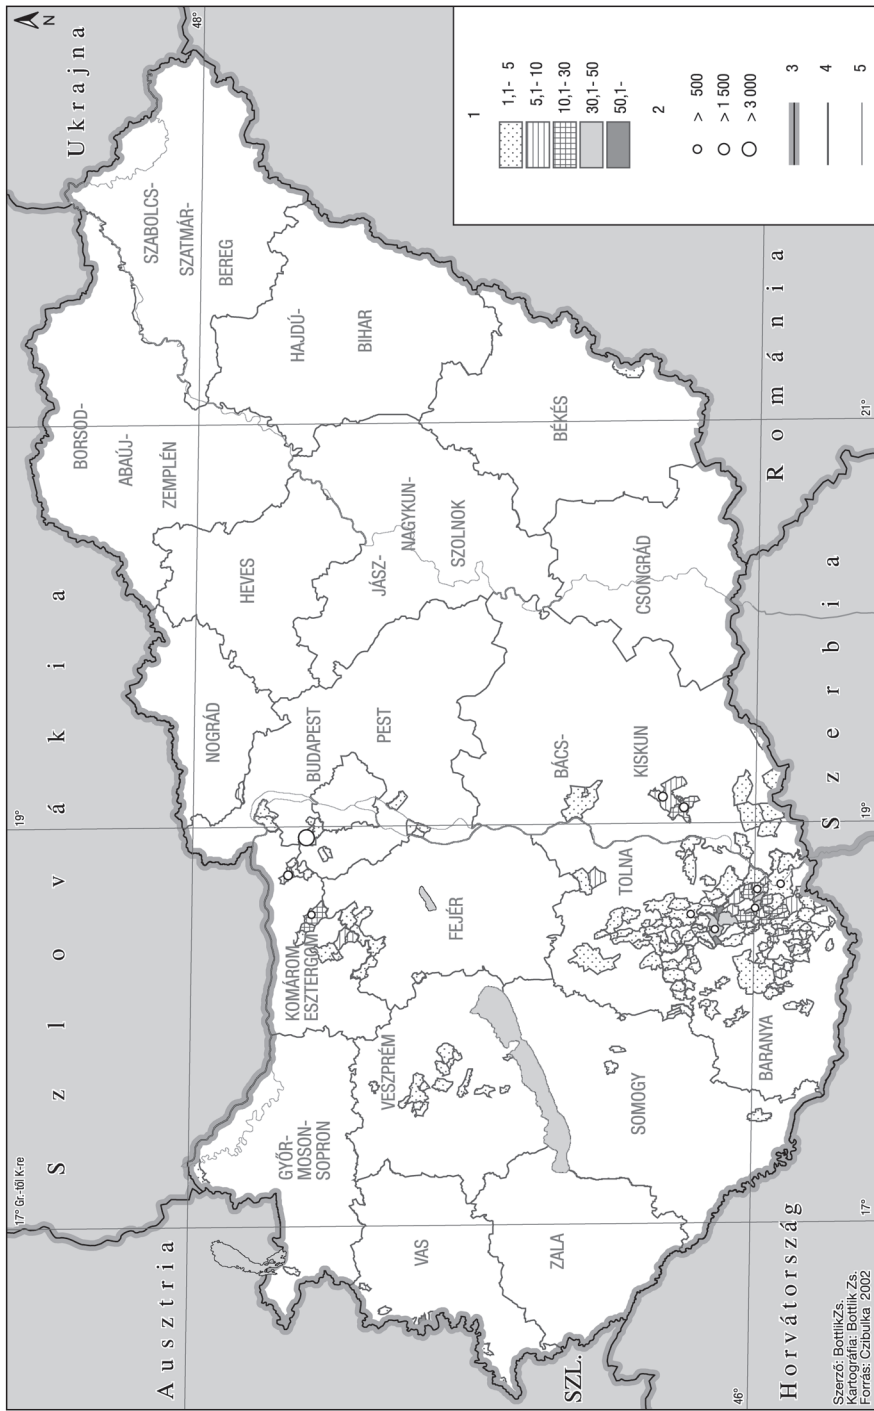 N
48°
Ukrajna
Szlovákia
Ausztria
17° Gr.-től K-re
19°
BORSOD-
ABAÚJ-
ZEMPLÉN
SZABOLCS-
SZATMÁR-
BEREG
NÓGRÁD
HEVES
HAJDÚ-
BIHAR
GYŐR-
MOSON-
SOPRON
KOMÁROM
ESZTERGOM
BUDAPEST
PEST
JÁSZ-
NAGYKUN-
SZOLNOK
VAS
VESZPRÉM
FEJÉR
BÉKÉS
ZALA
SOMOGY
TOLNA
BÁCS-
KISKUN
CSONGRÁD
BARANYA
SZL.
Horvátország
Szerbia
Románia
46°
17°
19°
21°
1
1,1- 5
5,1- 10
10,1- 30
30,1- 50
50,1-
2
> 500
> 1 500
> 3 000
3
4
5
Szerző: BottlikZs.
Kartográfia: Bottlik Zs.
Forrás: Czibulka 2002